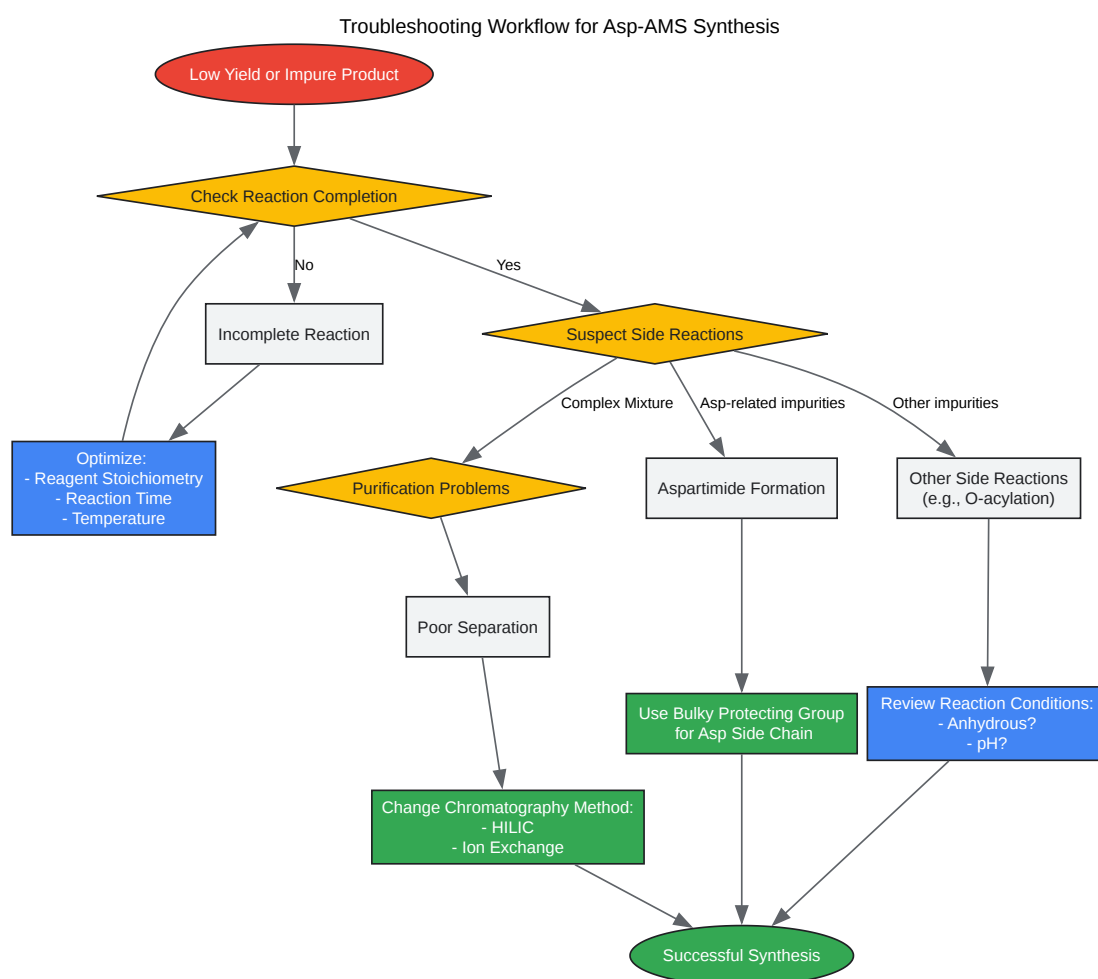 Troubleshooting Workflow for Asp-AMS Synthesis
Low Yield or Impure Product
Check Reaction Completion
No
Yes
Incomplete Reaction
Suspect Side Reactions
Complex Mixture
Asp-related impurities
Other impurities
Optimize:
- Reagent Stoichiometry
- Reaction Time
- Temperature
Purification Problems
Aspartimide Formation
Other Side Reactions
(e.g., O-acylation)
Poor Separation
Use Bulky Protecting Group
for Asp Side Chain
Review Reaction Conditions:
- Anhydrous?
- pH?
Change Chromatography Method:
- HILIC
- Ion Exchange
Successful Synthesis